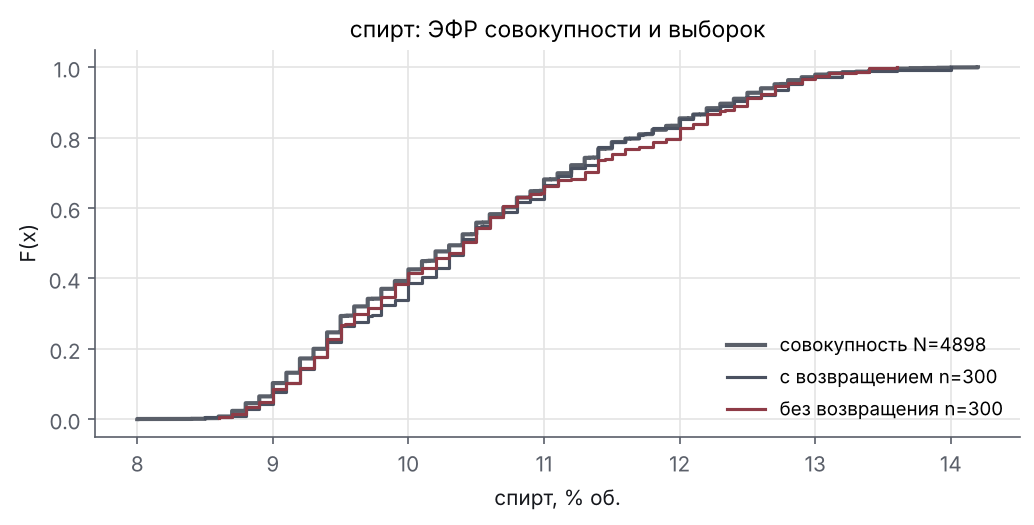 спирт: ЭФР совокупности и выборок
F(x)
1.0
0.8
0.6
0.4
0.2
0.0
совокупность N=4898
с возвращением n=300
без возвращения n=300
8 9 10 11 12 13 14
спирт, % об.